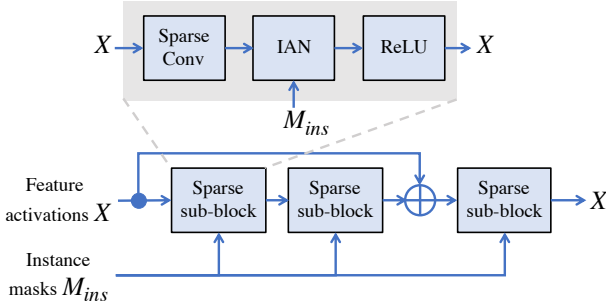 X
Sparse
Conv
IAN
ReLU
X
M_ins
Feature
activations X
Sparse
sub-block
Sparse
sub-block
Sparse
sub-block
X
Instance
masks M_ins